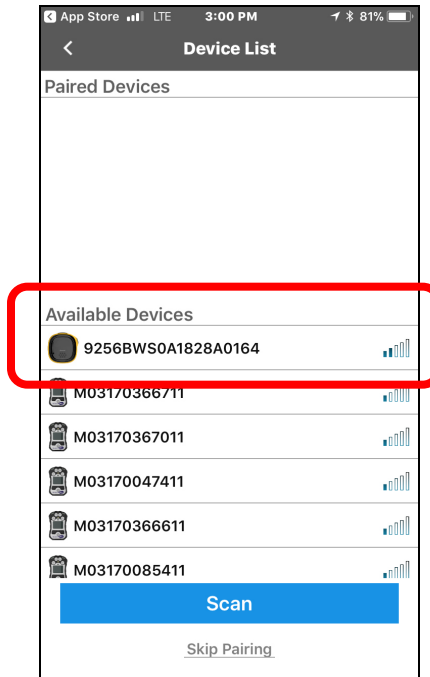 App Store LTE 3:00 PM 81%
Device List
Paired Devices
Available Devices
9256BWS0A1828A0164
M03170366711
M03170367011
M03170047411
M03170366611
M03170085411
Scan
Skip Pairing